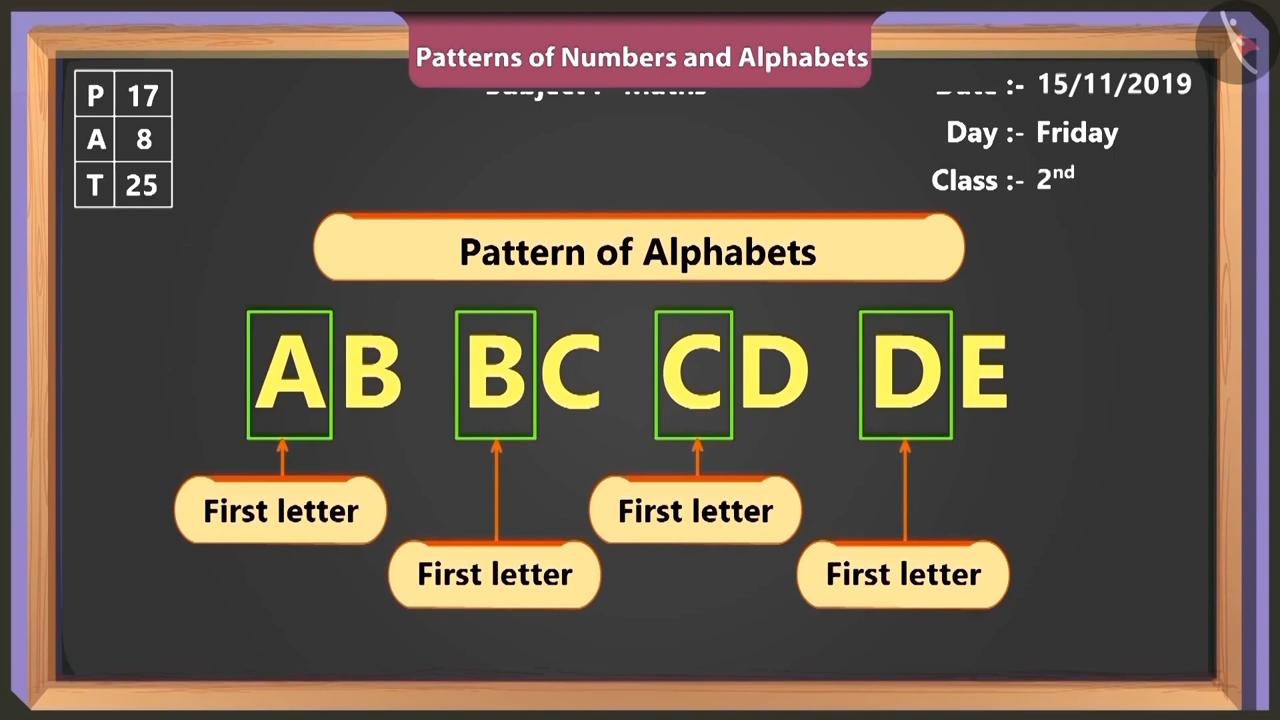 Patterns of Numbers and Alphabets
P 17
A 8
T 25
15/11/2019
Day :- Friday
Class :- 2nd
Pattern of Alphabets
AB BC CD DE
First letter
First letter
First letter
First letter